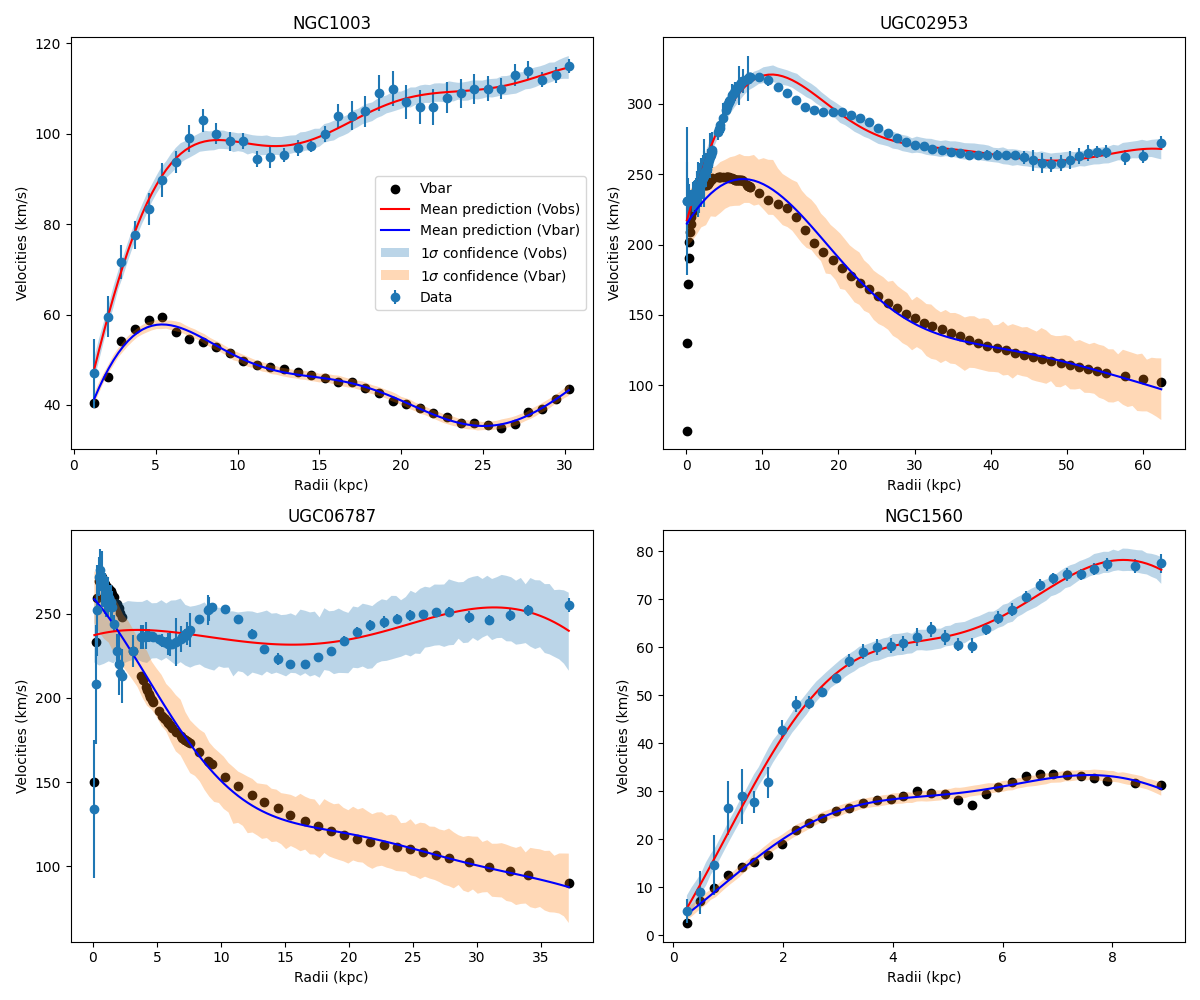 NGC1003
120
100
80
60
40
Velocities (km/s)
0 5 10 15 20 25 30
Radii (kpc)
Vbar
Mean prediction (Vobs)
Mean prediction (Vbar)
1σ confidence (Vobs)
1σ confidence (Vbar)
Data
UGC02953
300
250
200
150
100
Velocities (km/s)
0 10 20 30 40 50 60
Radii (kpc)
UGC06787
250
200
150
100
Velocities (km/s)
0 5 10 15 20 25 30 35
Radii (kpc)
NGC1560
80
70
60
50
40
30
20
10
0
Velocities (km/s)
0 2 4 6 8
Radii (kpc)